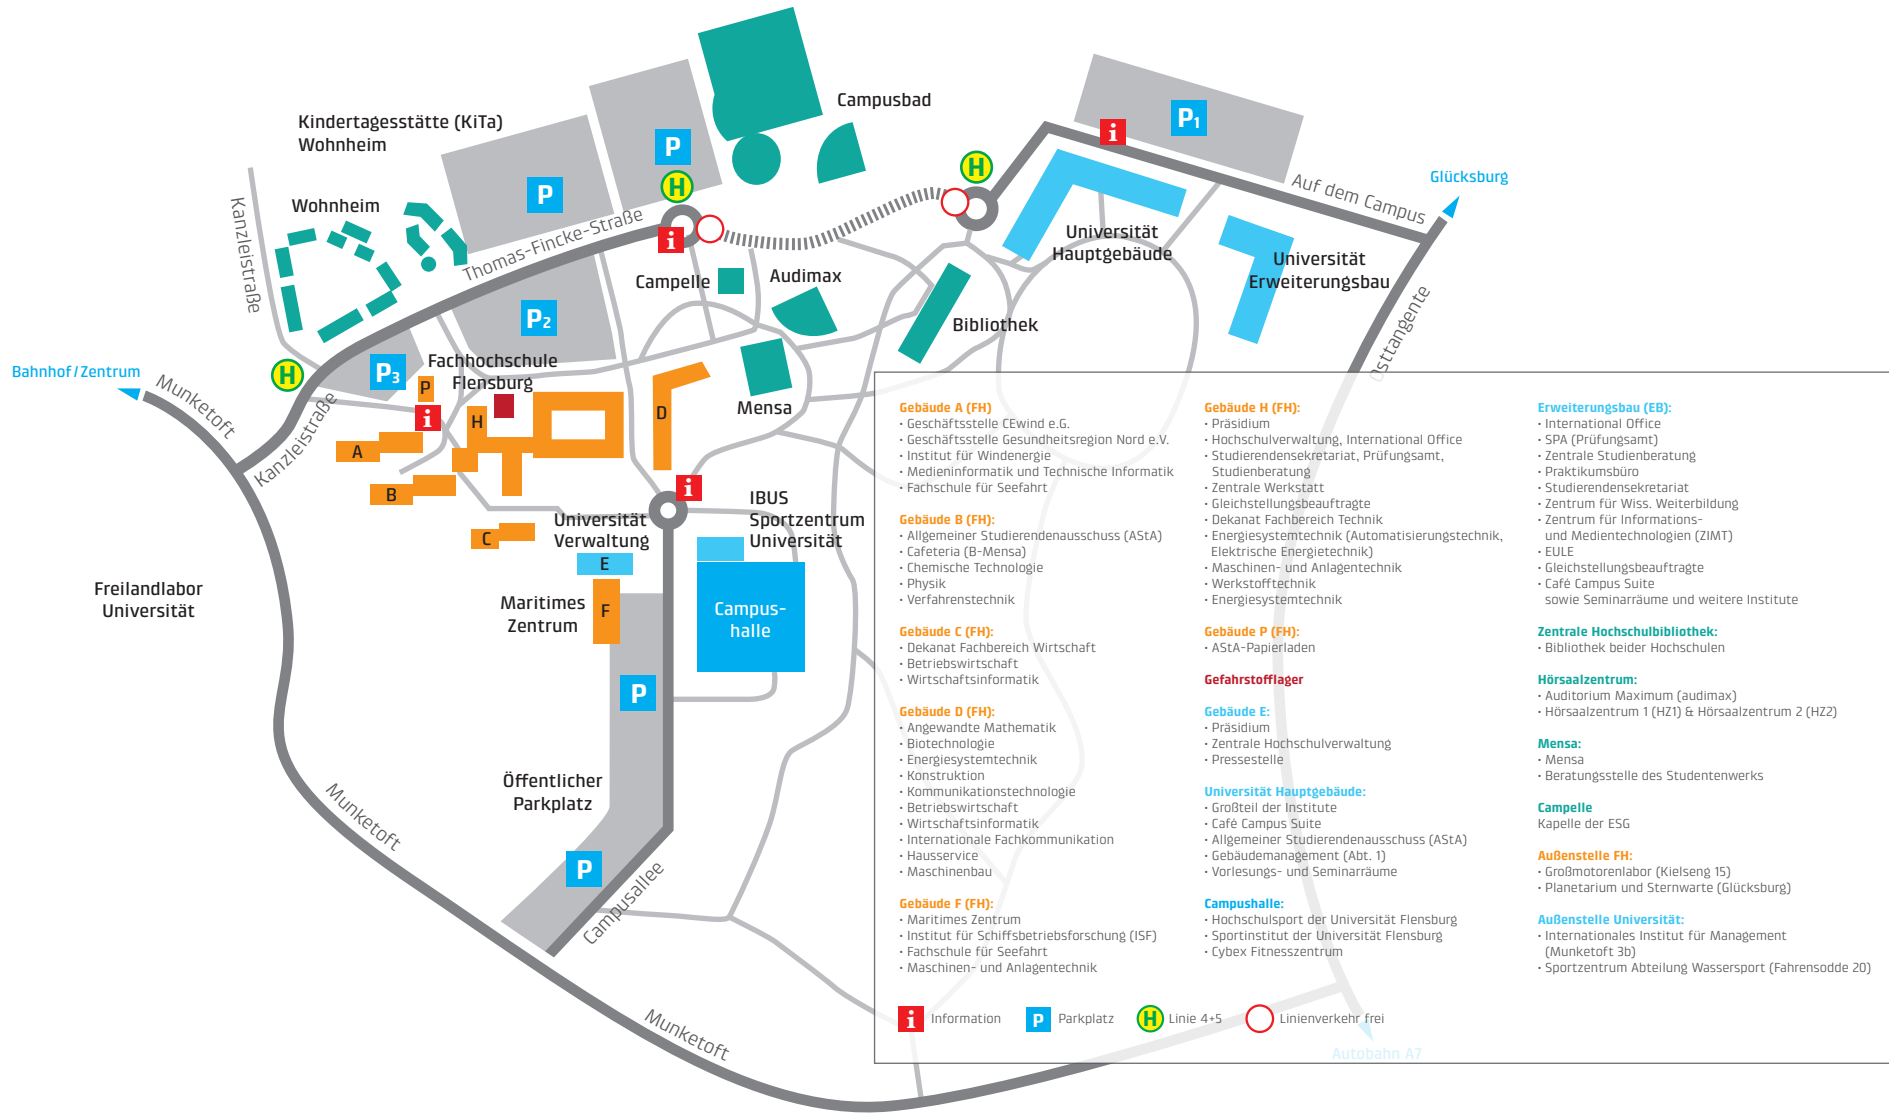 Campusbad
Kindertagesstätte (KiTa)
Wohnheim
P
P
P1
i
H
H
Glücksburg
Auf dem Campus
Wohnheim
Kanzleistraße
Thomas-Fincke-Straße
i
Universität
Hauptgebäude
Universität
Erweiterungsbau
Campelle
Audimax
P2
Bibliothek
Osttangente
Bahnhof/Zentrum
Munketoft
H
P3
Fachhochschule
Flensburg
P
i
H
D
Mensa
Kanzleistraße
A
B
C
i
IBUS
Sportzentrum
Universität
Universität
Verwaltung
E
Freilandlabor
Universität
Maritimes
Zentrum
F
Campus-
halle
P
Öffentlicher
Parkplatz
P
Munketoft
Campusallee
Munketoft
Autobahn A7
Gebäude A (FH)
· Geschäftsstelle CEwind e.G.
· Geschäftsstelle Gesundheitsregion Nord e.V.
· Institut für Windenergie
· Medieninformatik und Technische Informatik
· Fachschule für Seefahrt
Gebäude B (FH):
· Allgemeiner Studierendenausschuss (AStA)
· Cafeteria (B-Mensa)
· Chemische Technologie
· Physik
· Verfahrenstechnik
Gebäude C (FH):
· Dekanat Fachbereich Wirtschaft
· Betriebswirtschaft
· Wirtschaftsinformatik
Gebäude D (FH):
· Angewandte Mathematik
· Biotechnologie
· Energiesystemtechnik
· Konstruktion
· Kommunikationstechnologie
· Betriebswirtschaft
· Wirtschaftsinformatik
· Internationale Fachkommunikation
· Hausservice
· Maschinenbau
Gebäude F (FH):
· Maritimes Zentrum
· Institut für Schiffsbetriebsforschung (ISF)
· Fachschule für Seefahrt
· Maschinen- und Anlagentechnik
Gebäude H (FH):
· Präsidium
· Hochschulverwaltung, International Office
· Studierendensekretariat, Prüfungsamt,
Studienberatung
· Zentrale Werkstatt
· Gleichstellungsbeauftragte
· Dekanat Fachbereich Technik
· Energiesystemtechnik (Automatisierungstechnik,
Elektrische Energietechnik)
· Maschinen- und Anlagentechnik
· Werkstofftechnik
· Energiesystemtechnik
Gebäude P (FH):
· AStA-Papierladen
Gefahrstofflager
Gebäude E:
· Präsidium
· Zentrale Hochschulverwaltung
· Pressestelle
Universität Hauptgebäude:
· Großteil der Institute
· Café Campus Suite
· Allgemeiner Studierendenausschuss (AStA)
· Gebäudemanagement (Abt. 1)
· Vorlesungs- und Seminarräume
Campushalle:
· Hochschulsport der Universität Flensburg
· Sportinstitut der Universität Flensburg
· Cybex Fitnesszentrum
Erweiterungsbau (EB):
· International Office
· SPA (Prüfungsamt)
· Zentrale Studienberatung
· Praktikumsbüro
· Studierendensekretariat
· Zentrum für Wiss. Weiterbildung
· Zentrum für Informations-
und Medientechnologien (ZIMT)
· EULE
· Gleichstellungsbeauftragte
· Café Campus Suite
sowie Seminarräume und weitere Institute
Zentrale Hochschulbibliothek:
· Bibliothek beider Hochschulen
Hörsaalzentrum:
· Auditorium Maximum (audimax)
· Hörsaalzentrum 1 (HZ1) & Hörsaalzentrum 2 (HZ2)
Mensa:
· Mensa
· Beratungsstelle des Studentenwerks
Campelle
Kapelle der ESG
Außenstelle FH:
· Großmotorenlabor (Kielseng 15)
· Planetarium und Sternwarte (Glücksburg)
Außenstelle Universität:
· Internationales Institut für Management
(Munketoft 3b)
· Sportzentrum Abteilung Wassersport (Fahrensodde 20)
i Information
P Parkplatz
H Linie 4+5
Linienverkehr frei